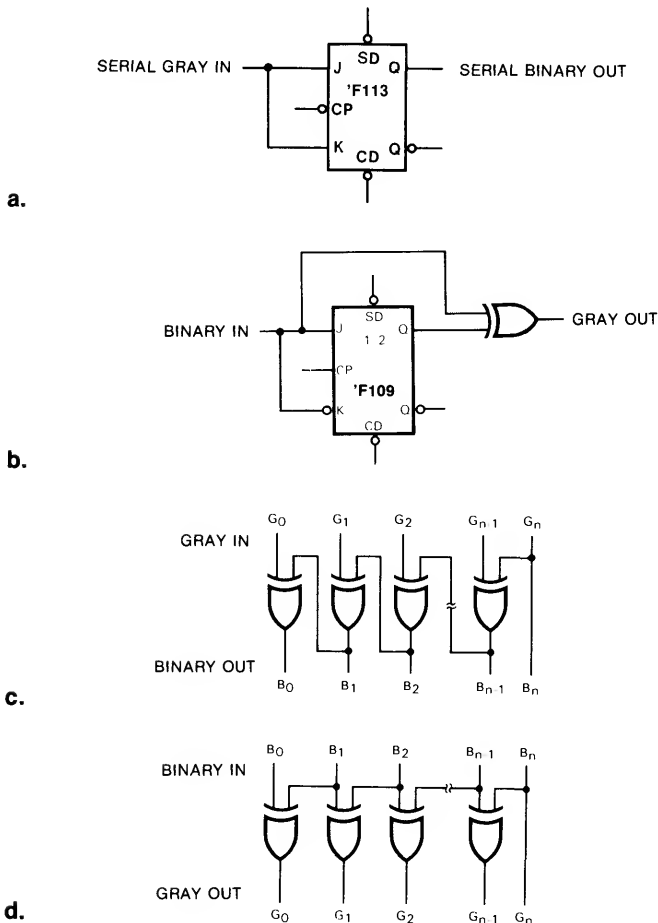 SD
SERIAL GRAY IN J Q SERIAL BINARY OUT
'F113
CP
K CD Q
a.
SD
BINARY IN J 1 2 Q GRAY OUT
CP
'F109
K Q
CD
b.
G0 G1 G2 Gn-1 Gn
GRAY IN
BINARY OUT
B0 B1 B2 Bn-1 Bn
c.
B0 B1 B2 Bn-1 Bn
BINARY IN
GRAY OUT
G0 G1 G2 Gn-1 Gn
d.